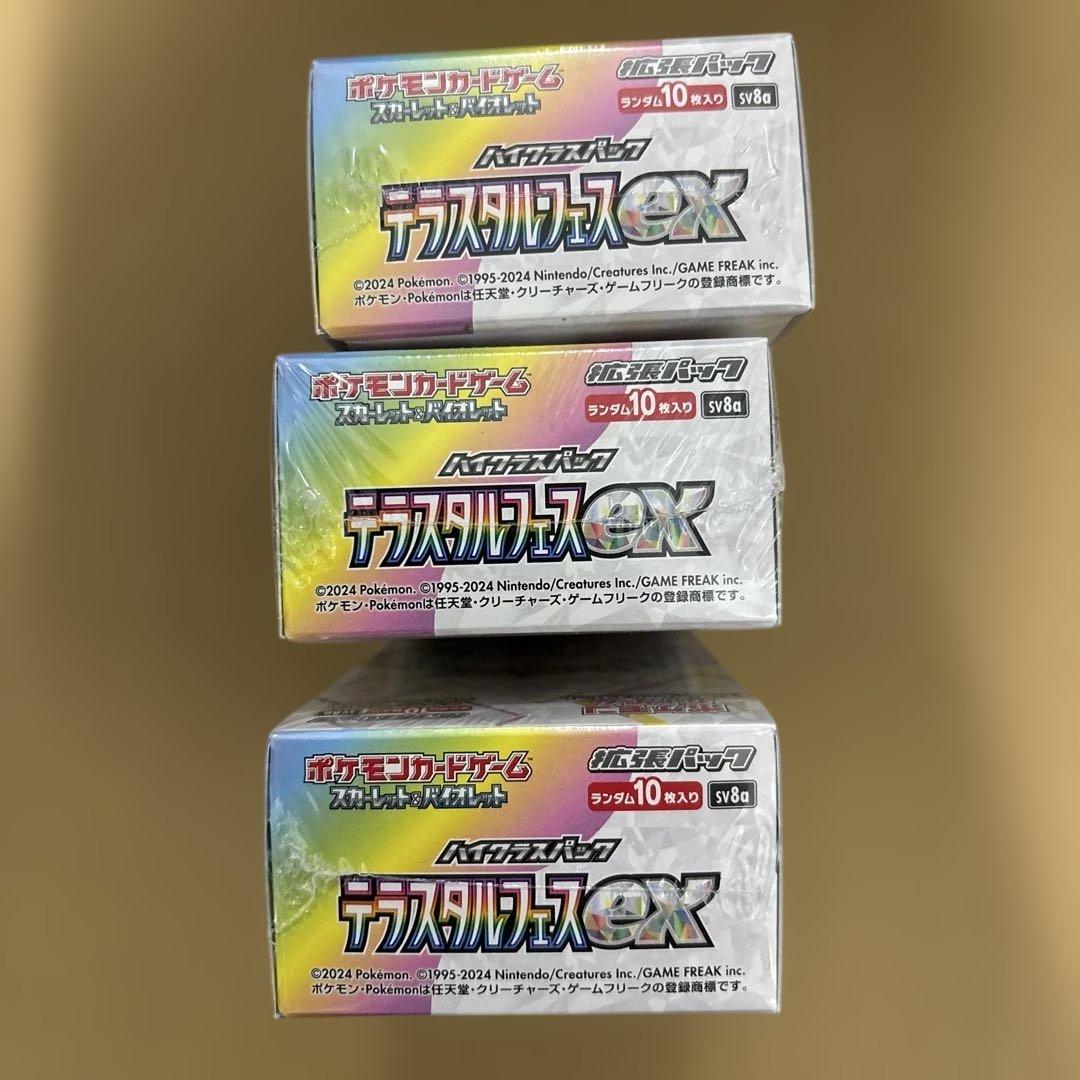 ポケモンカードゲーム
スカーレット&バイオレット
拡張パック
ランダム10枚入り SV8a
ハイクラスパック
テラスタルフェスex
©2024 Pokémon. ©1995-2024 Nintendo/Creatures Inc./GAME FREAK inc.
ポケモン・Pokémonは任天堂・クリーチャーズ・ゲームフリークの登録商標です。
ポケモンカードゲーム
スカーレット&バイオレット
拡張パック
ランダム10枚入り SV8a
ハイクラスパック
テラスタルフェスex
©2024 Pokémon. ©1995-2024 Nintendo/Creatures Inc./GAME FREAK inc.
ポケモン・Pokémonは任天堂・クリーチャーズ・ゲームフリークの登録商標です。
ポケモンカードゲーム
スカーレット&バイオレット
拡張パック
ランダム10枚入り SV8a
ハイクラスパック
テラスタルフェスex
©2024 Pokémon. ©1995-2024 Nintendo/Creatures Inc./GAME FREAK inc.
ポケモン・Pokémonは任天堂・クリーチャーズ・ゲームフリークの登録商標です。